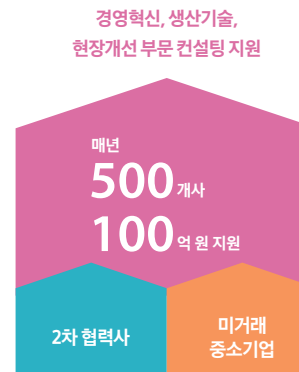 경영혁신, 생산기술,
현장개선 부문 컨설팅 지원
매년
500개사
100억 원 지원
2차 협력사
미거래
중소기업